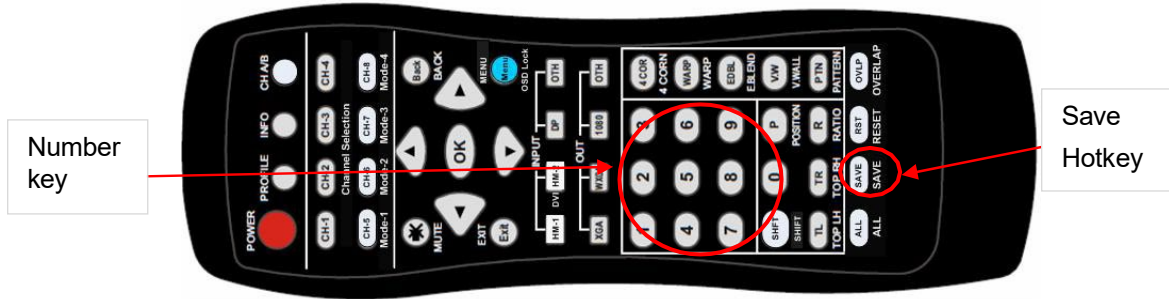 Number
key
POWER PROFILE INFO CH A/B
CH-1 CH-2 CH-3 CH-4
Channel Selection
CH-5 CH-6 CH-7 CH-8
Mode-1 Mode-2 Mode-3 Mode-4
Back
MUTE BACK
OK
EXIT MENU
Exit Menu
OSD Lock
INPUT
HM-1 DP OTH
OUT
XGA 1080 OTH
1 2 3 4 COR
4 CORN
4 5 6 WARP
WARP
7 8 9 EDBL
E.BLEND
SHFT 0 P V.W
SHIFT POSITION V.WALL
TL TR R PTN
TOP LH TOP RH RATIO PATTERN
ALL SAVE RST OVLP
ALL SAVE RESET OVERLAP
Save
Hotkey